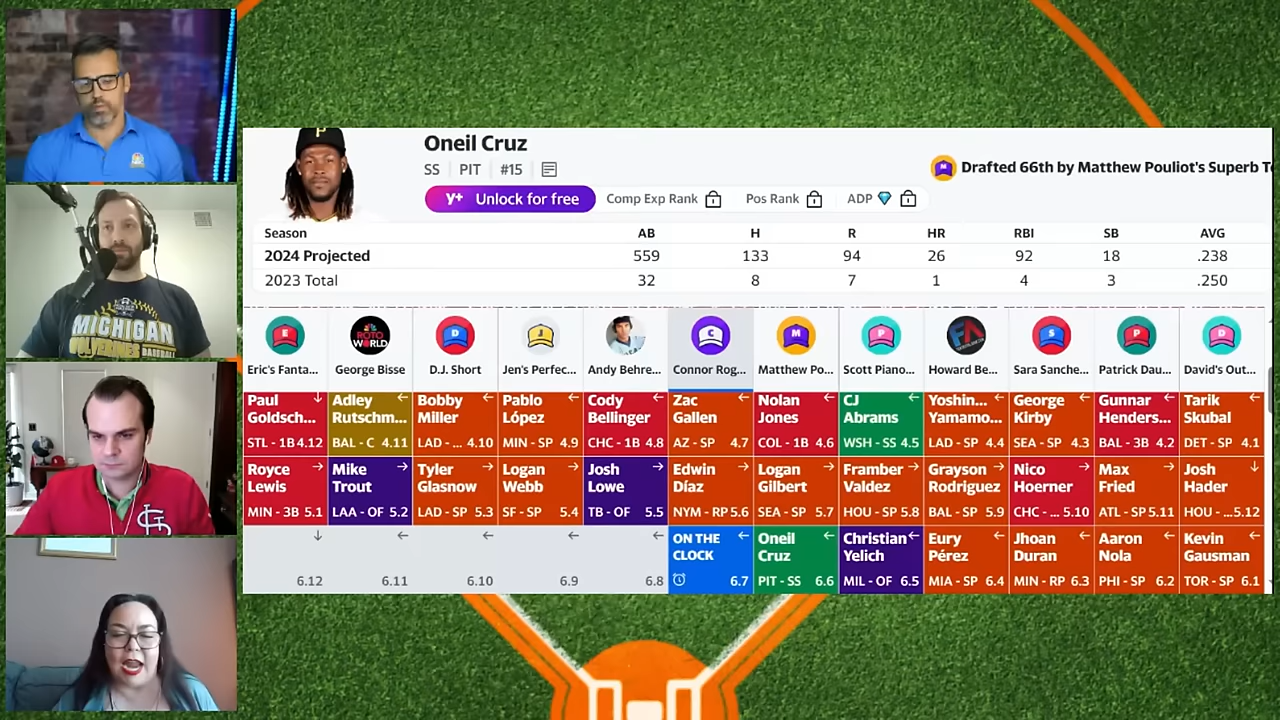 P
Oneil Cruz
SS PIT #15
Drafted 66th by Matthew Pouliot's Superb T
y+ Unlock for free Comp Exp Rank Pos Rank ADP
Season AB H R HR RBI SB AVG
2024 Projected 559 133 94 26 92 18 .238
2023 Total 32 8 7 1 4 3 .250
E ROTO WORLD D J C M P FA S P D
Eric's Fanta... George Bisse D.J. Short Jen's Perfec... Andy Behre... Connor Rog... Matthew Po... Scott Piano... Howard Be... Sara Sanche... Patrick Dau... David's Out...
Paul Adley Bobby Pablo Cody Zac Nolan CJ Yoshin... George Gunnar Tarik
Goldsch... Rutschm... Miller López Bellinger Gallen Jones Abrams Yamamo... Kirby Henders... Skubal
STL - 1B 4.12 BAL - C 4.11 LAD - ... 4.10 MIN - SP 4.9 CHC - 1B 4.8 AZ - SP 4.7 COL - 1B 4.6 WSH - SS 4.5 LAD - SP 4.4 SEA - SP 4.3 BAL - 3B 4.2 DET - SP 4.1
Royce Mike Tyler Logan Josh Edwin Logan Framber Grayson Nico Max Josh
Lewis Trout Glasnow Webb Lowe Díaz Gilbert Valdez Rodriguez Hoerner Fried Hader
MIN - 3B 5.1 LAA - OF 5.2 LAD - SP 5.3 SF - SP 5.4 TB - OF 5.5 NYM - RP 5.6 SEA - SP 5.7 HOU - SP 5.8 BAL - SP 5.9 CHC - ... 5.10 ATL - SP 5.11 HOU - ... 5.12
ON THE Oneil Christian Eury Jhoan Aaron Kevin
CLOCK Cruz Yelich Pérez Duran Nola Gausman
6.12 6.11 6.10 6.9 6.8 6.7 PIT - SS 6.6 MIL - OF 6.5 MIA - SP 6.4 MIN - RP 6.3 PHI - SP 6.2 TOR - SP 6.1
MICHIGAN
WOLVERINES BASEBALL
STL